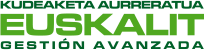 KUDEAKETA AURRERATUA
EUSKALIT
GESTIÓN AVANZADA